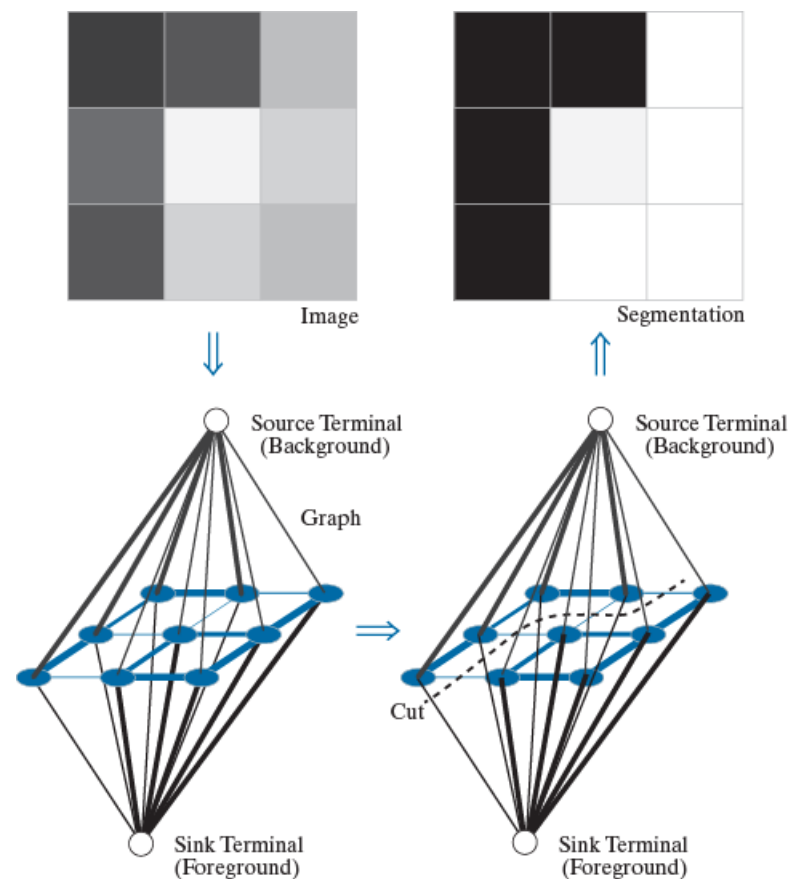 Image
Segmentation
Source Terminal
(Background)
Graph
Source Terminal
(Background)
Cut
Sink Terminal
(Foreground)
Sink Terminal
(Foreground)